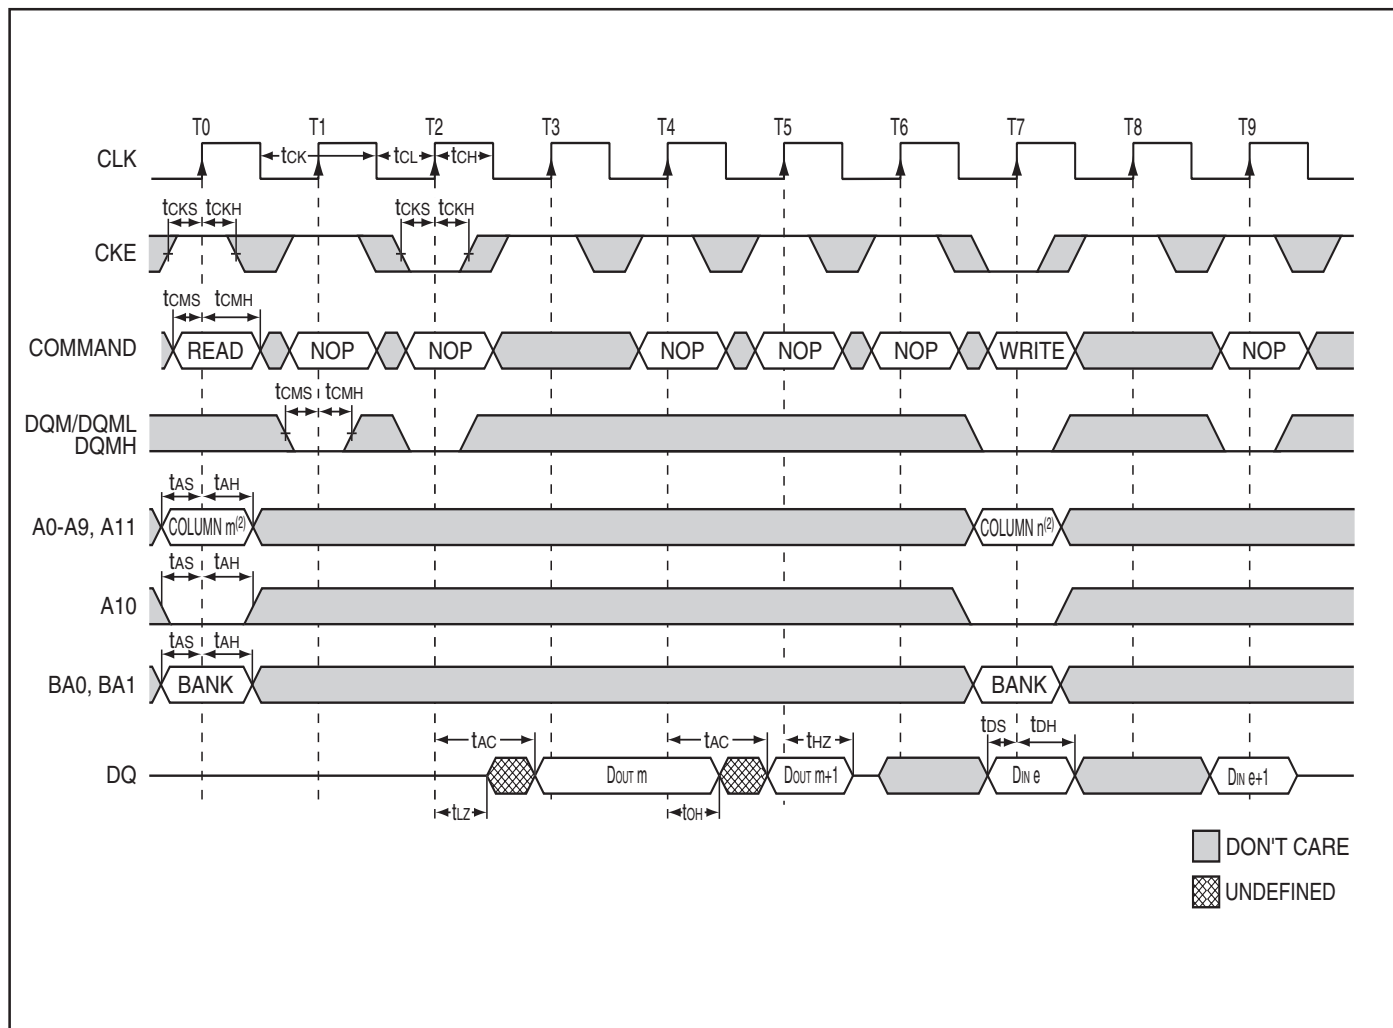 T0 T1 T2 T3 T4 T5 T6 T7 T8 T9
CLK tCK tCL tCH
tCKS tCKH tCKS tCKH
CKE
tCMS tCMH
COMMAND READ NOP NOP NOP NOP NOP WRITE NOP
tCMS tCMH
DQM/DQML
DQMH
tAS tAH
A0-A9, A11 COLUMN m(2) COLUMN n(2)
tAS tAH
A10
tAS tAH
BA0, BA1 BANK BANK
tAC tAC tHZ tDS tDH
DQ DOUT m DOUT m+1 DIN e DIN e+1
tLZ tOH
DON'T CARE
UNDEFINED